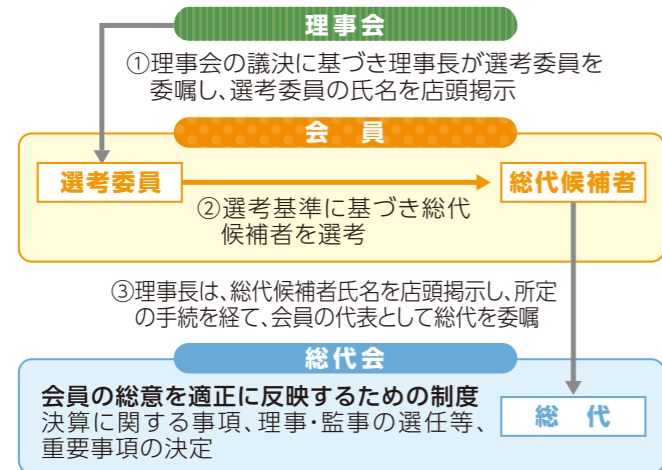 理事会
①理事会の議決に基づき理事長が選考委員を
委嘱し、選考委員の氏名を店頭掲示
会 員
選考委員
総代候補者
②選考基準に基づき総代
候補者を選考
③理事長は、総代候補者氏名を店頭掲示し、所定
の手続を経て、会員の代表として総代を委嘱
総代会
会員の総意を適正に反映するための制度
決算に関する事項、理事・監事の選任等、
重要事項の決定
総 代